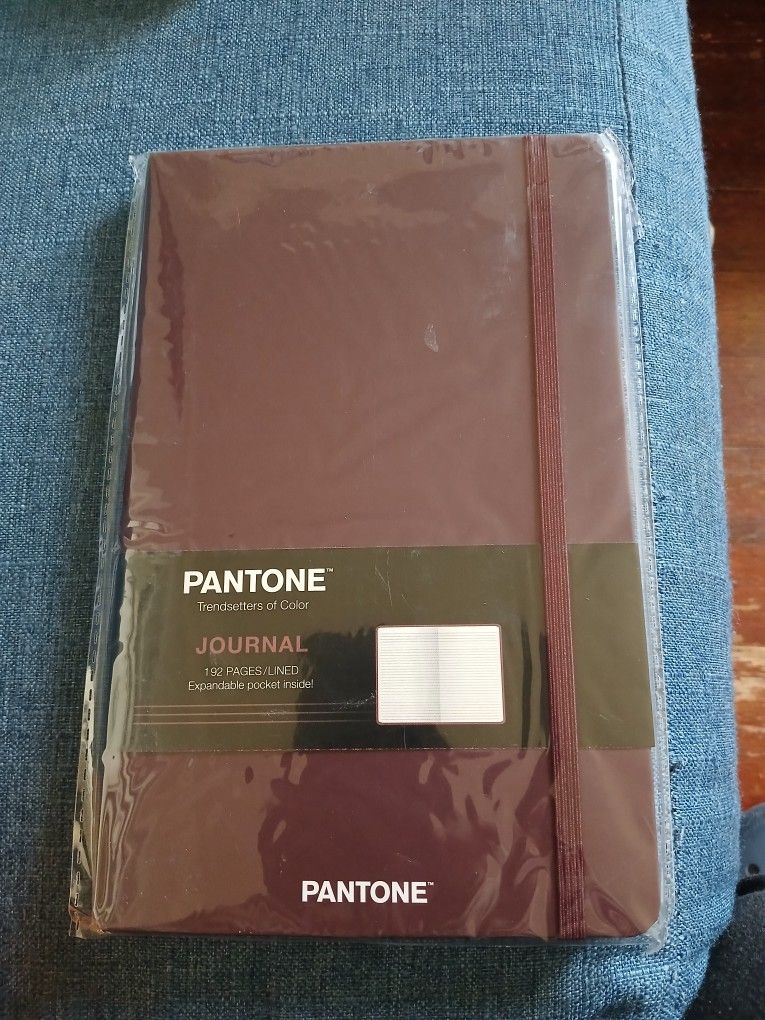 PANTONE™
Trendsetters of Color
JOURNAL
192 PAGES/LINED
Expandable pocket inside!
PANTONE™